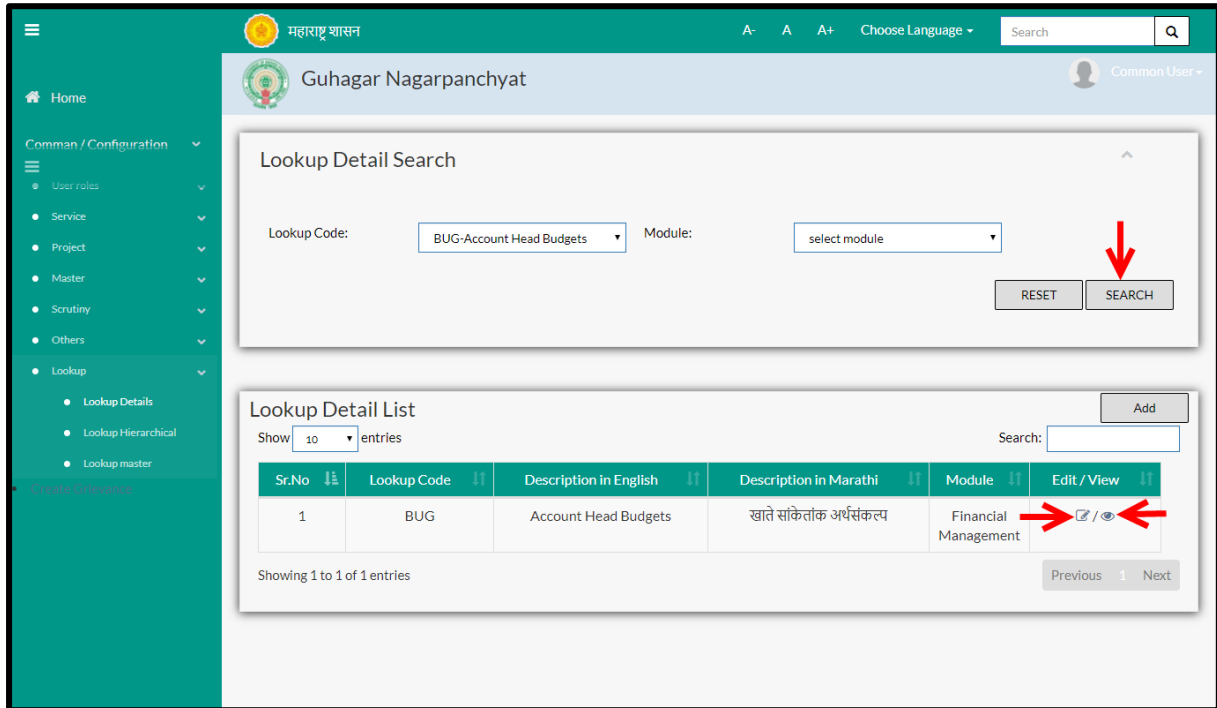 महाराष्ट्र शासन A- A A+ Choose Language Search
Guhagar Nagarpanchyat Common User
Home
Comman / Configuration
User roles
Service
Project
Master
Scrutiny
Others
Lookup
Lookup Details
Lookup Hierarchical
Lookup master
Create Grievance
Lookup Detail Search
Lookup Code: BUG-Account Head Budgets Module: select module
RESET SEARCH
Lookup Detail List Add
Show 10 entries Search:
Sr.No Lookup Code Description in English Description in Marathi Module Edit / View
1 BUG Account Head Budgets खाते सांकेतांक अर्थसंकल्प Financial Management /
Showing 1 to 1 of 1 entries Previous 1 Next